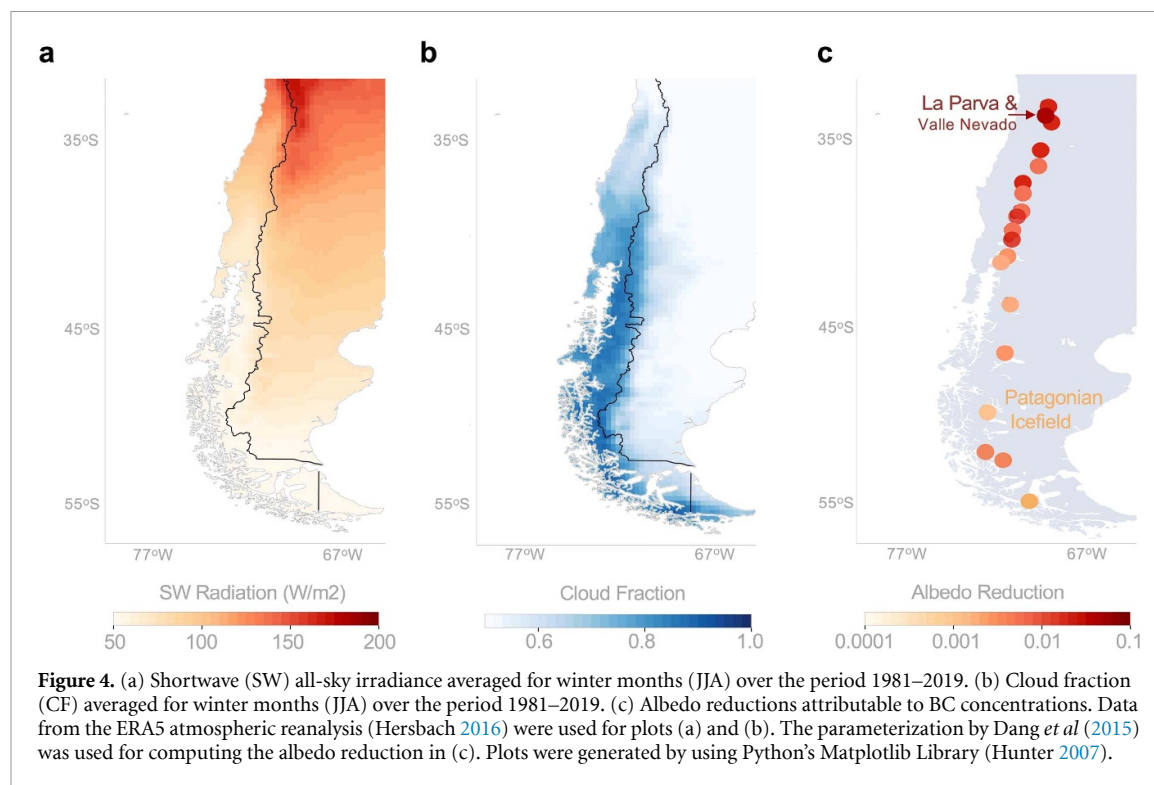 a
b
c
35ºS
45ºS
55ºS
77ºW
67ºW
SW Radiation (W/m2)
50
100
150
200
35ºS
45ºS
55ºS
77ºW
67ºW
Cloud Fraction
0.6
0.8
1.0
La Parva &
Valle Nevado
35ºS
45ºS
Patagonian
Icefield
55ºS
77ºW
67ºW
Albedo Reduction
0.0001
0.001
0.01
0.1
Figure 4. (a) Shortwave (SW) all-sky irradiance averaged for winter months (JJA) over the period 1981–2019. (b) Cloud fraction
(CF) averaged for winter months (JJA) over the period 1981–2019. (c) Albedo reductions attributable to BC concentrations. Data
from the ERA5 atmospheric reanalysis (Hersbach 2016) were used for plots (a) and (b). The parameterization by Dang et al (2015)
was used for computing the albedo reduction in (c). Plots were generated by using Python's Matplotlib Library (Hunter 2007).